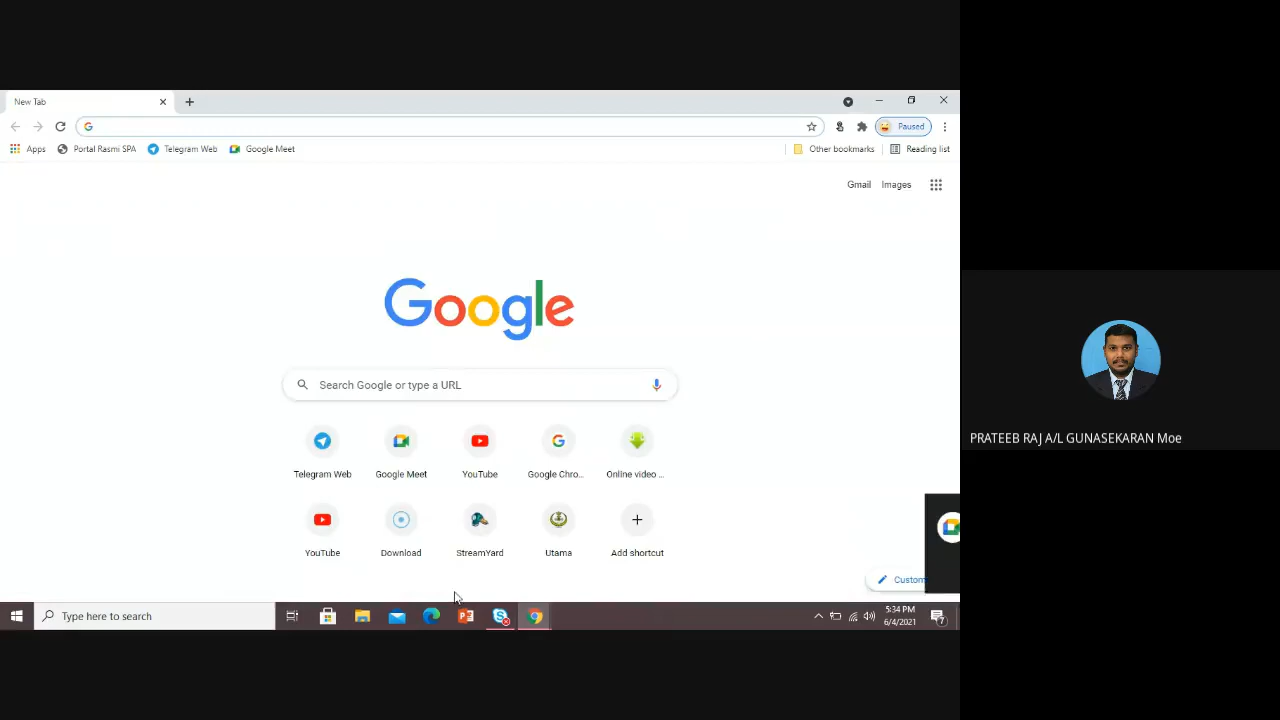 New Tab
Paused
Apps
Portal Rasmi SPA
Telegram Web
Google Meet
Other bookmarks
Reading list
Gmail
Images
Google
Search Google or type a URL
Telegram Web
Google Meet
YouTube
Google Chro...
Online video ...
YouTube
Download
StreamYard
Utama
Add shortcut
Custom
Type here to search
5:34 PM
6/4/2021
7
PRATEEB RAJ A/L GUNASEKARAN Moe